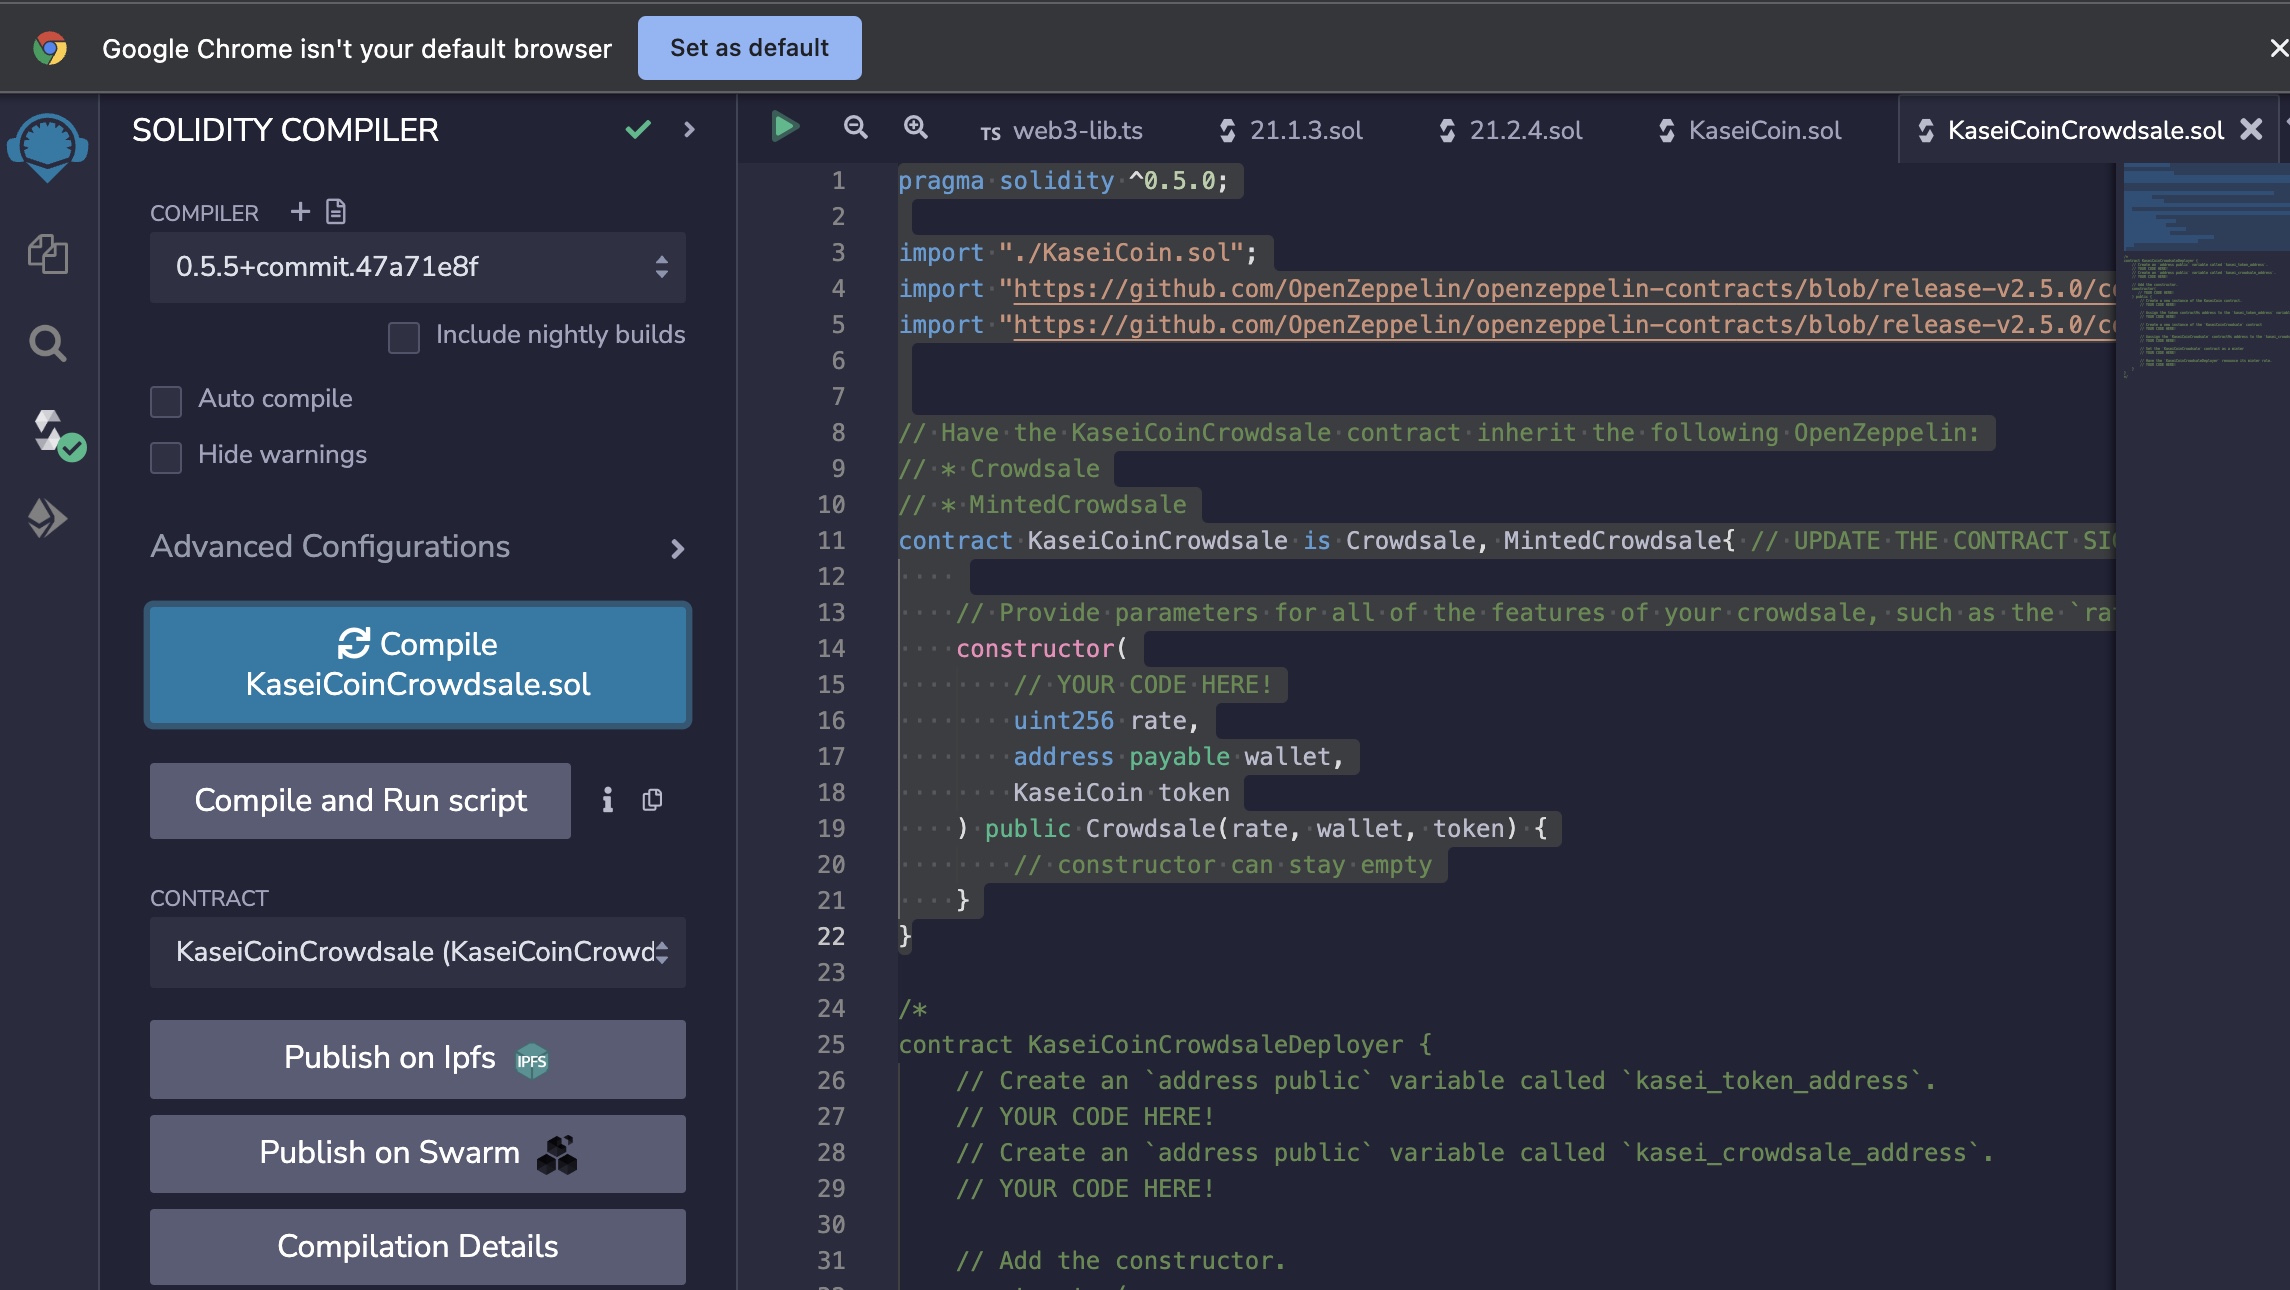 Google Chrome isn't your default browser
Set as default
SOLIDITY COMPILER
TS web3-lib.ts
21.1.3.sol
21.2.4.sol
KaseiCoin.sol
KaseiCoinCrowdsale.sol
COMPILER
0.5.5+commit.47a71e8f
Include nightly builds
Auto compile
Hide warnings
Advanced Configurations
Compile
KaseiCoinCrowdsale.sol
Compile and Run script
CONTRACT
KaseiCoinCrowdsale (KaseiCoinCrowd
Publish on Ipfs IPFS
Publish on Swarm
Compilation Details
1 pragma solidity ^0.5.0;
2
3 import "./KaseiCoin.sol";
4 import "https://github.com/OpenZeppelin/openzeppelin-contracts/blob/release-v2.5.0/co
5 import "https://github.com/OpenZeppelin/openzeppelin-contracts/blob/release-v2.5.0/co
6
7
8 // Have the KaseiCoinCrowdsale contract inherit the following OpenZeppelin:
9 // * Crowdsale
10 // * MintedCrowdsale
11 contract KaseiCoinCrowdsale is Crowdsale, MintedCrowdsale{ // UPDATE THE CONTRACT SI
12
13 // Provide parameters for all of the features of your crowdsale, such as the `ra
14 constructor(
15 // YOUR CODE HERE!
16 uint256 rate,
17 address payable wallet,
18 KaseiCoin token
19 ) public Crowdsale(rate, wallet, token) {
20 // constructor can stay empty
21 }
22 }
23
24 /*
25 contract KaseiCoinCrowdsaleDeployer {
26 // Create an `address public` variable called `kasei_token_address`.
27 // YOUR CODE HERE!
28 // Create an `address public` variable called `kasei_crowdsale_address`.
29 // YOUR CODE HERE!
30
31 // Add the constructor.